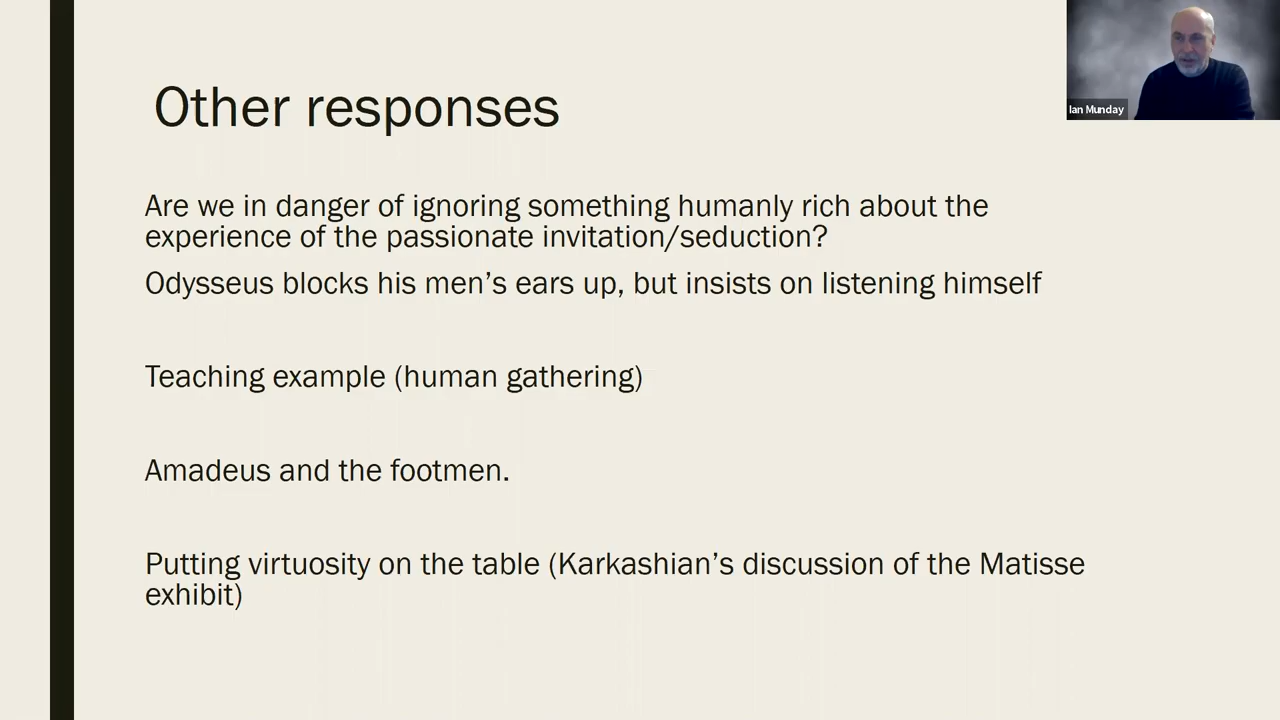 Other responses
Ian Munday
Are we in danger of ignoring something humanly rich about the
experience of the passionate invitation/seduction?
Odysseus blocks his men’s ears up, but insists on listening himself
Teaching example (human gathering)
Amadeus and the footmen.
Putting virtuosity on the table (Karkashian’s discussion of the Matisse
exhibit)